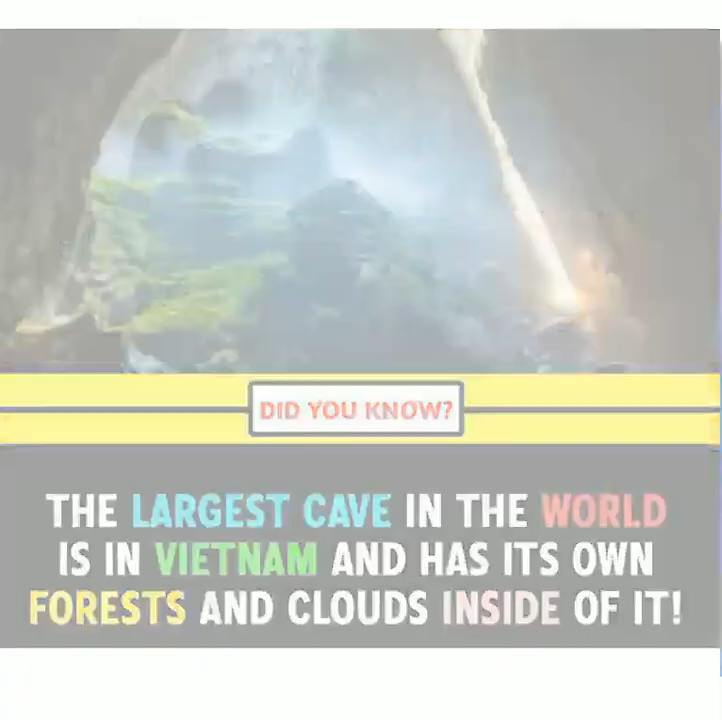 DID YOU KNOW?
THE LARGEST CAVE IN THE WORLD
IS IN VIETNAM AND HAS ITS OWN
FORESTS AND CLOUDS INSIDE OF IT!